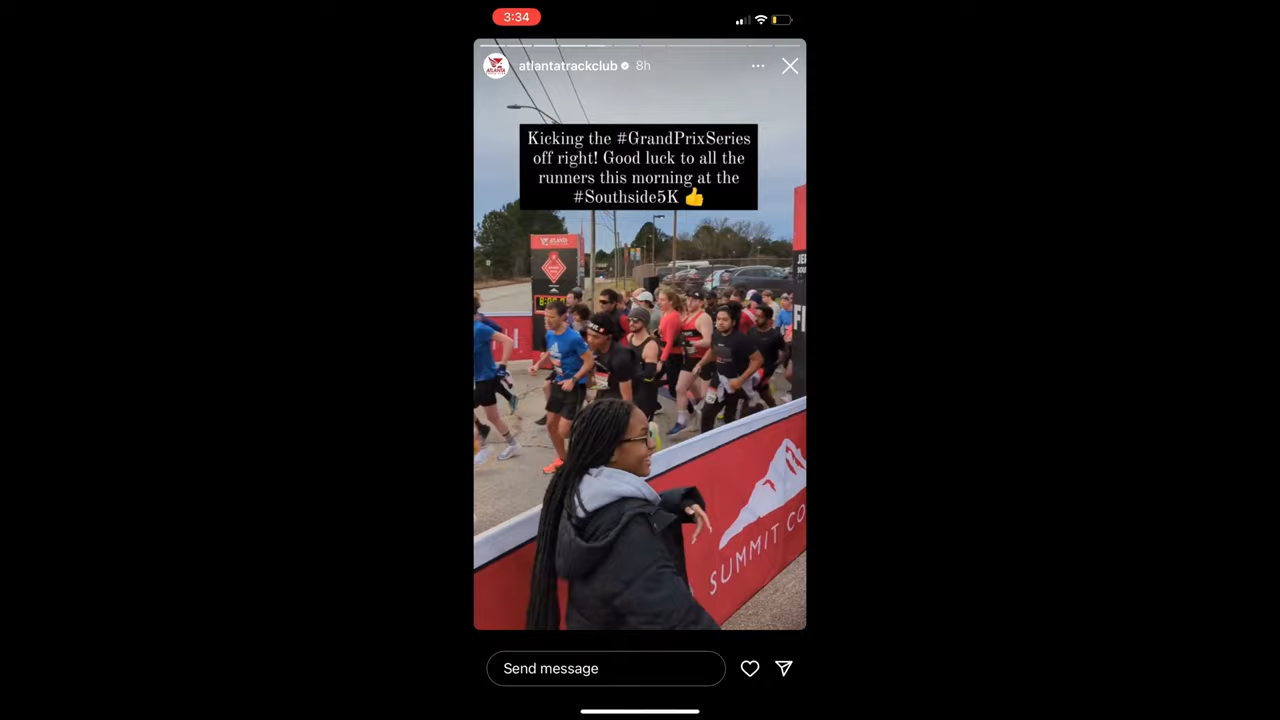 3:34
atlantatrackclub
8h
Kicking the #GrandPrixSeries
off right! Good luck to all the
runners this morning at the
#Southside5K 👍
ATLANTA
SUMMIT CO
Send message